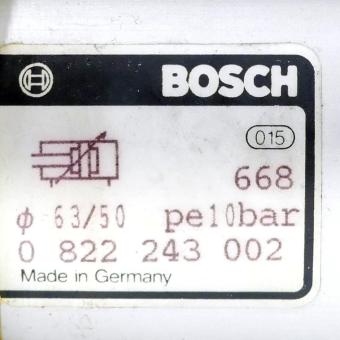 BOSCH
015
668
ϕ 63/50 pe10bar
0 822 243 002
Made in Germany